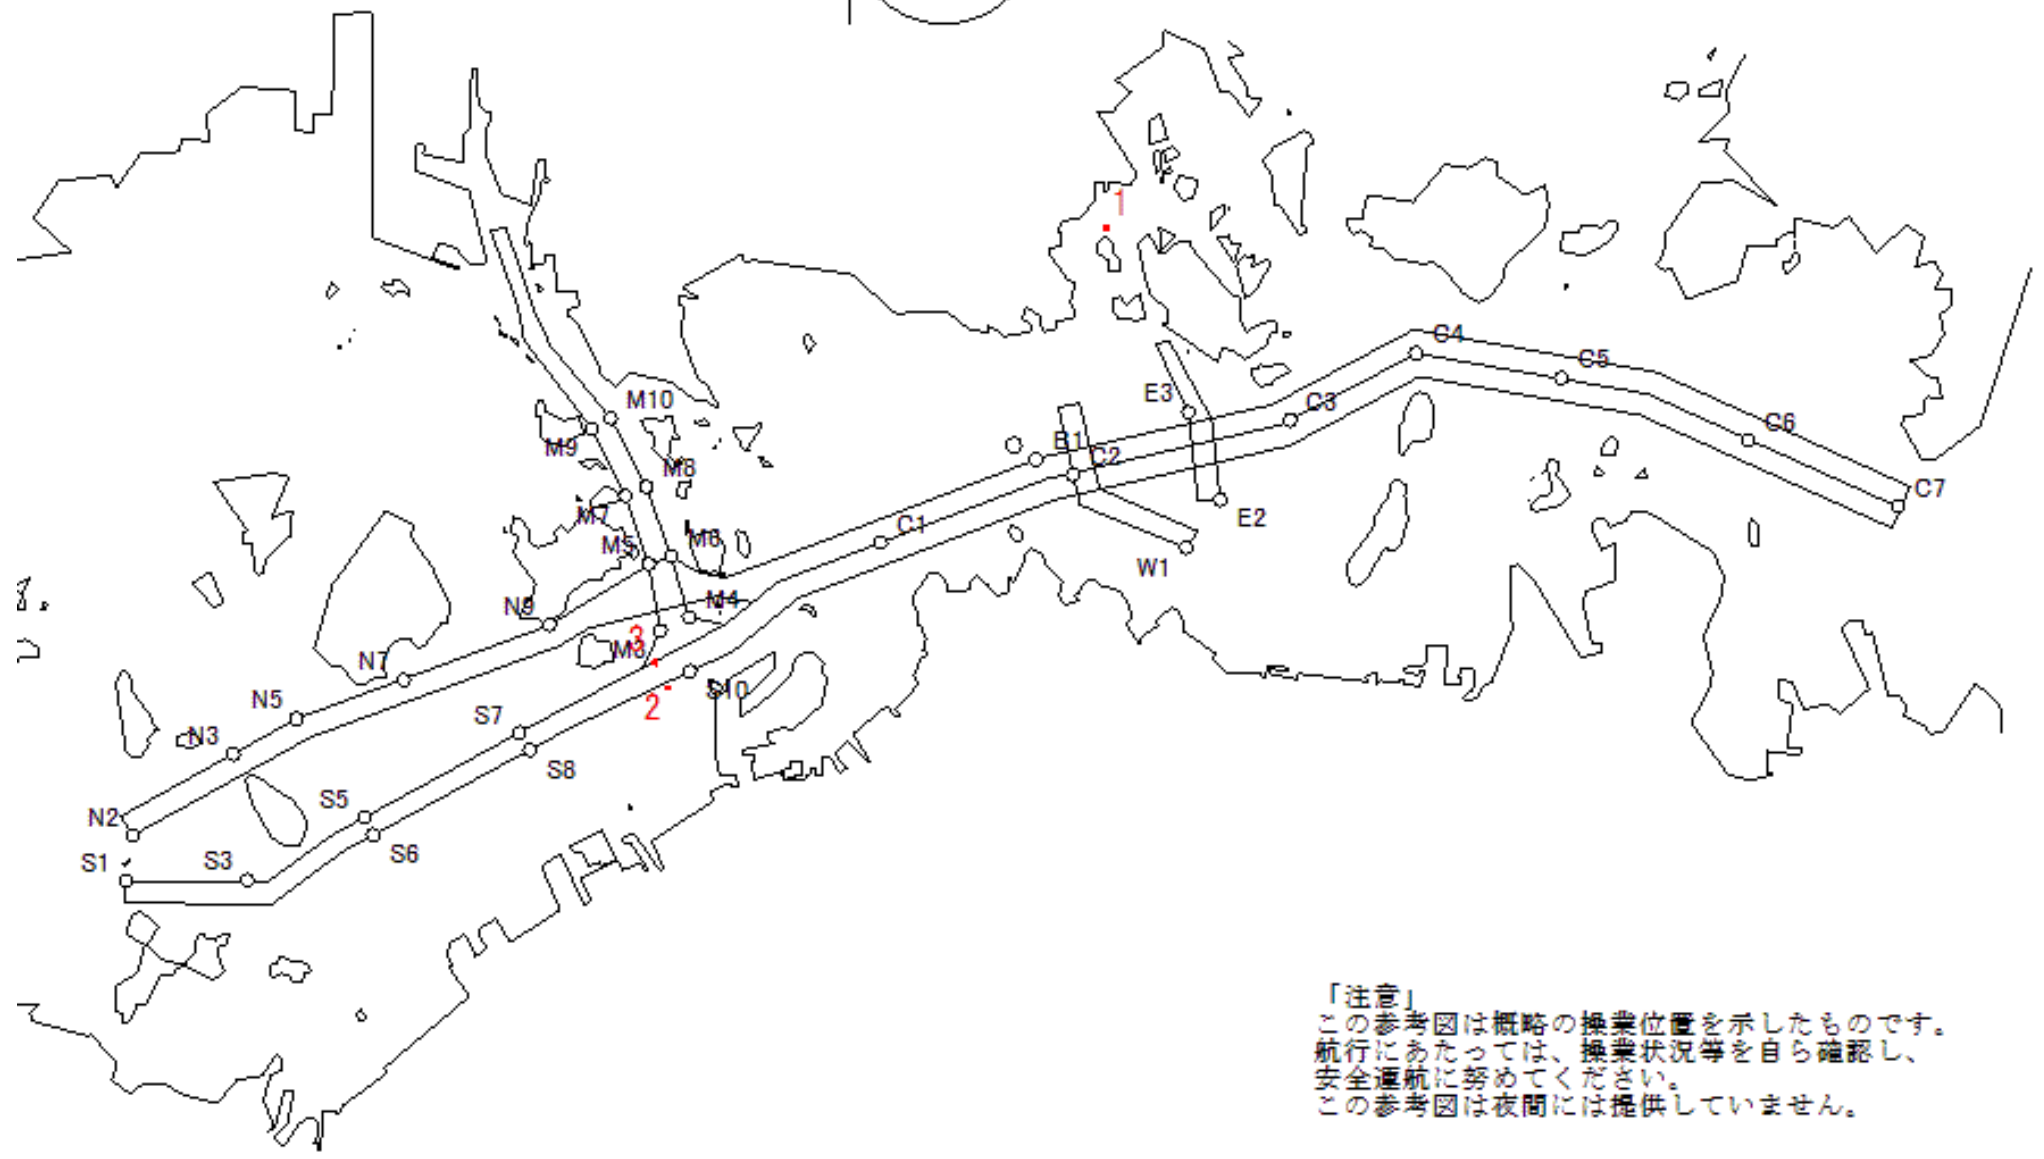 1
C4
C5
M10
E3
C3
C6
M9
B1
C2
M8
C7
M7
C1
E2
M5
M6
W1
N9
M4
3
M3
N7
S10
N5
2
S7
N3
S8
S5
N2
S6
S1
S3
「注意」
この参考図は概略の操業位置を示したものです。
航行にあたっては、操業状況等を自ら確認し、
安全運航に努めてください。
この参考図は夜間には提供していません。